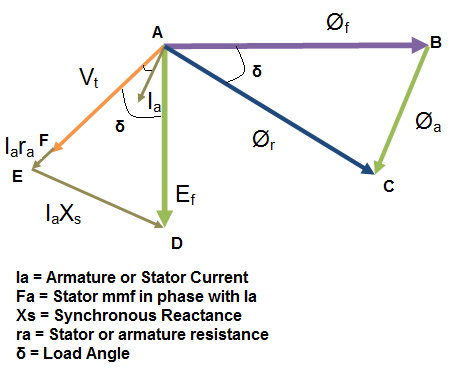 A
Øf
B
Vt
δ
Ia
δ
Øa
Iara
F
Ør
E
C
IaXs
Ef
D
Ia = Armature or Stator Current
Fa = Stator mmf in phase with Ia
Xs = Synchronous Reactance
ra = Stator or armature resistance
δ = Load Angle